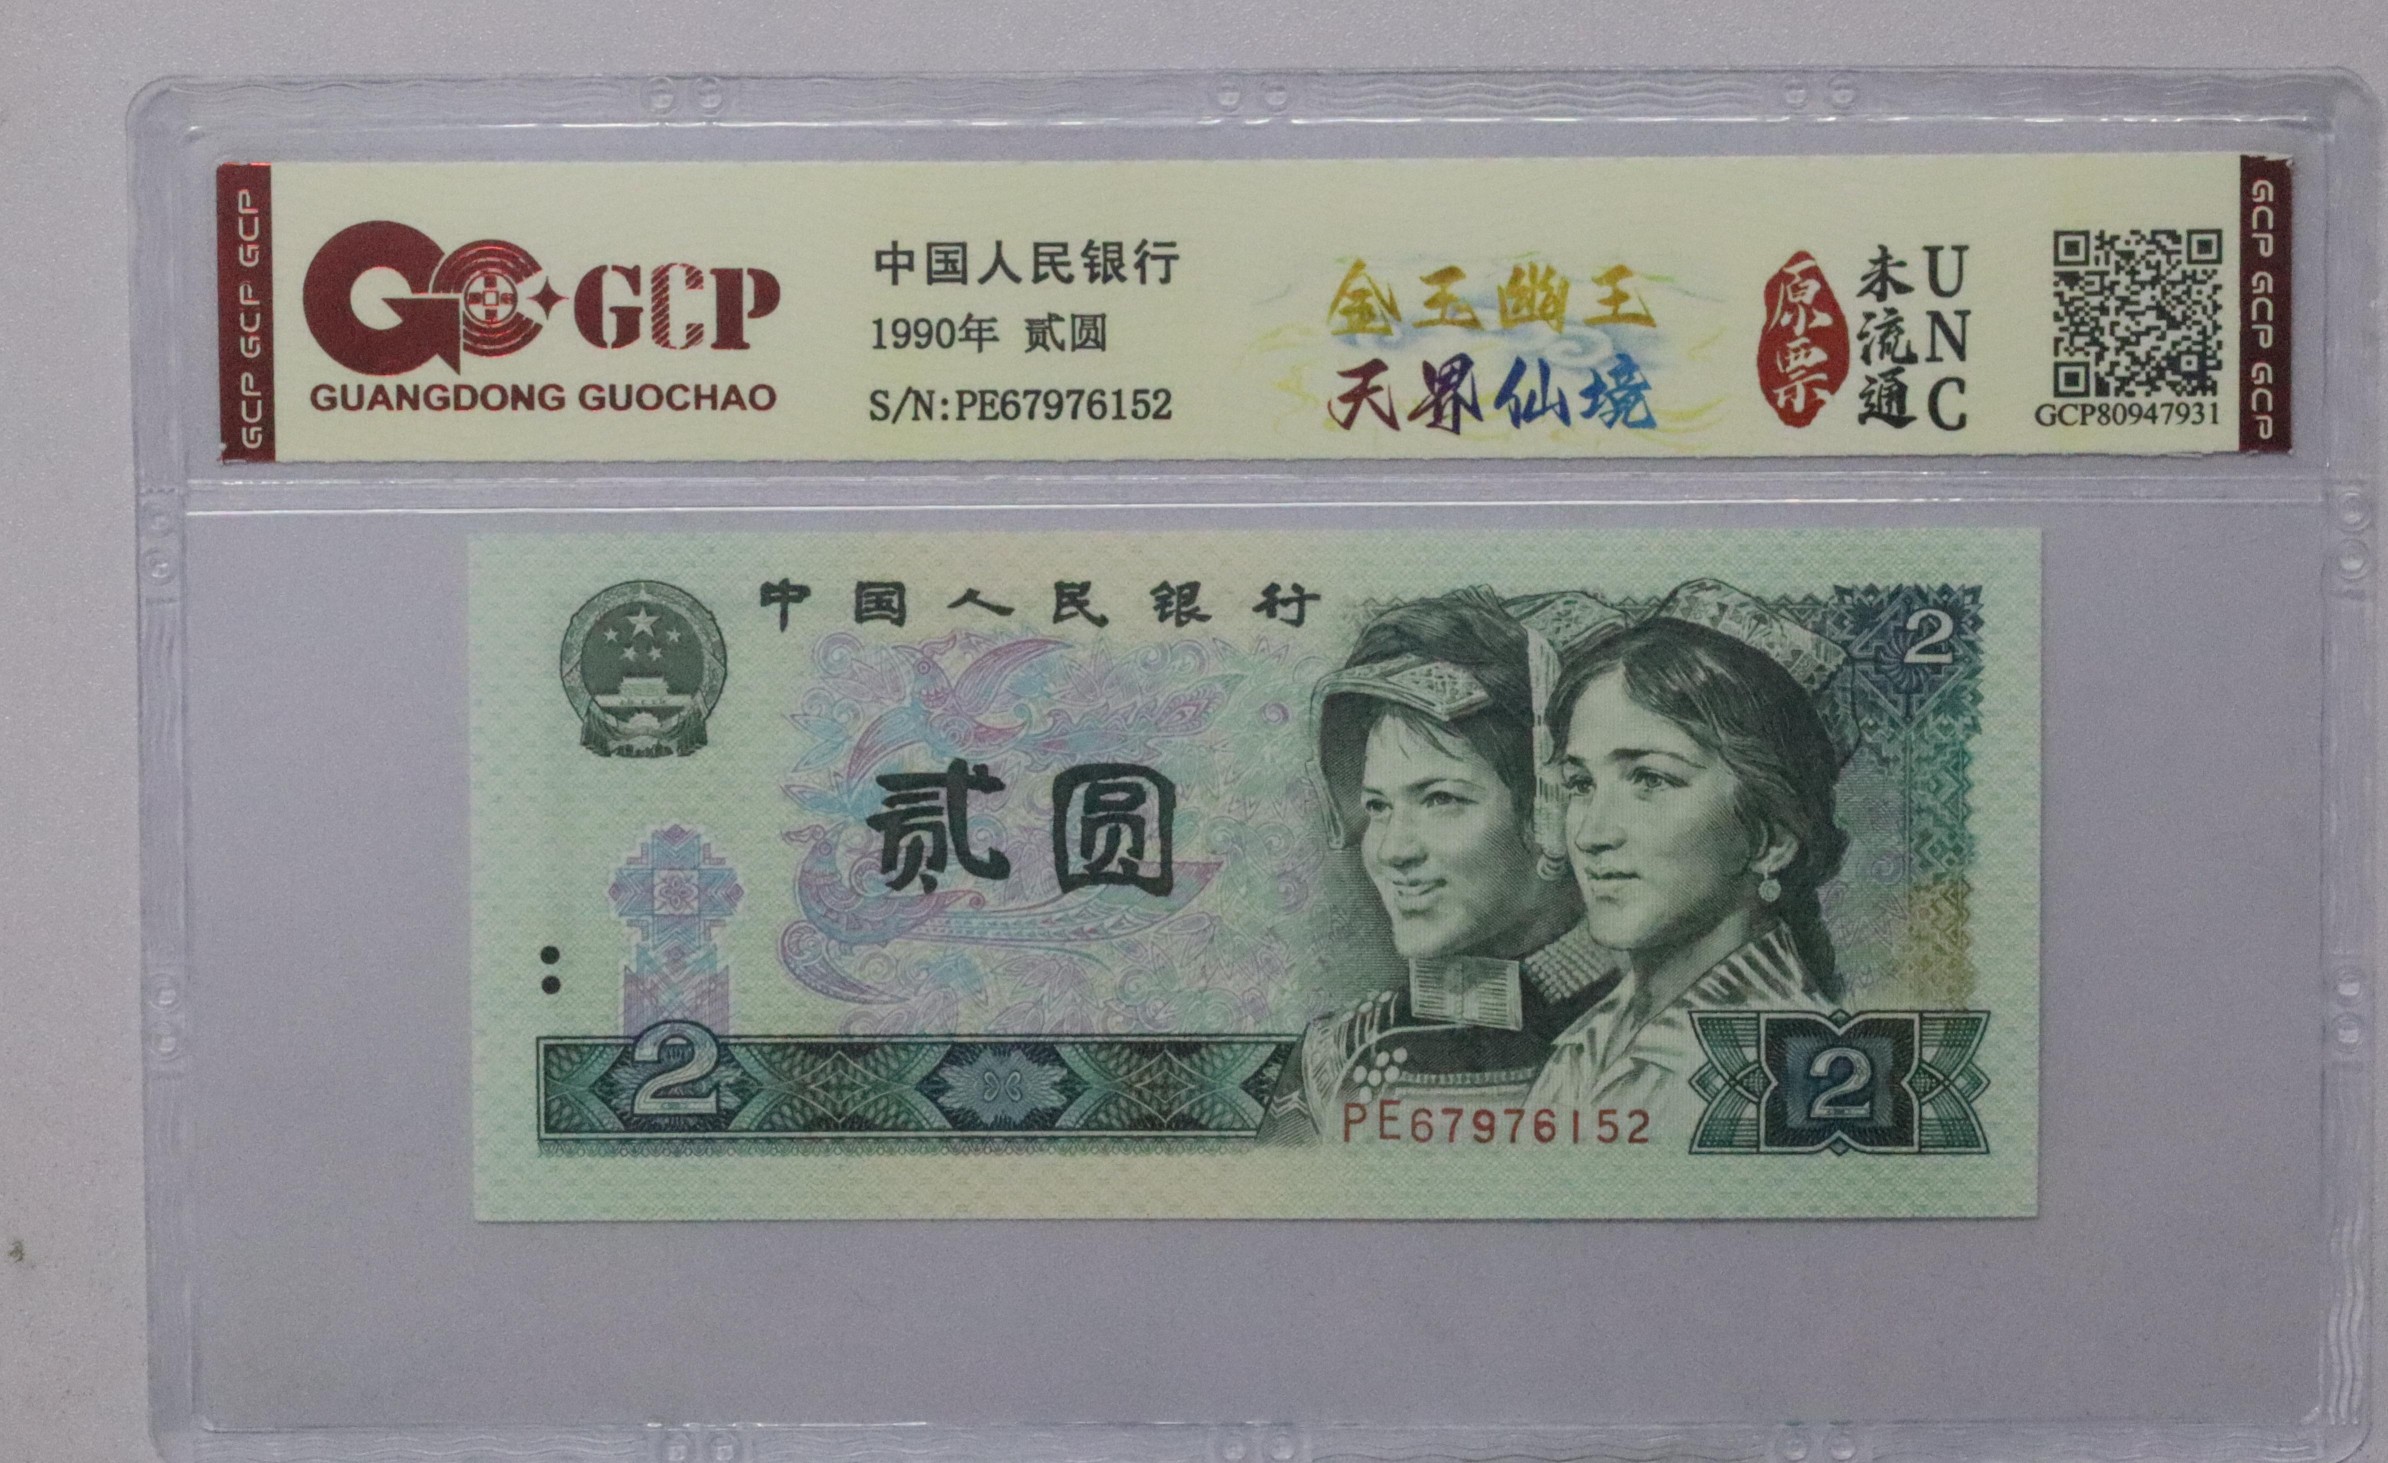 GCP GCP GCP
GCP
GUANGDONG GUOCHAO
中国人民银行
1990年 贰圆
S/N:PE67976152
金玉幽王
天界仙境
原票
未流通
UNC
GCP80947931
GCP GCP GCP
中国人民银行
2
贰圆
2
PE67976152
2